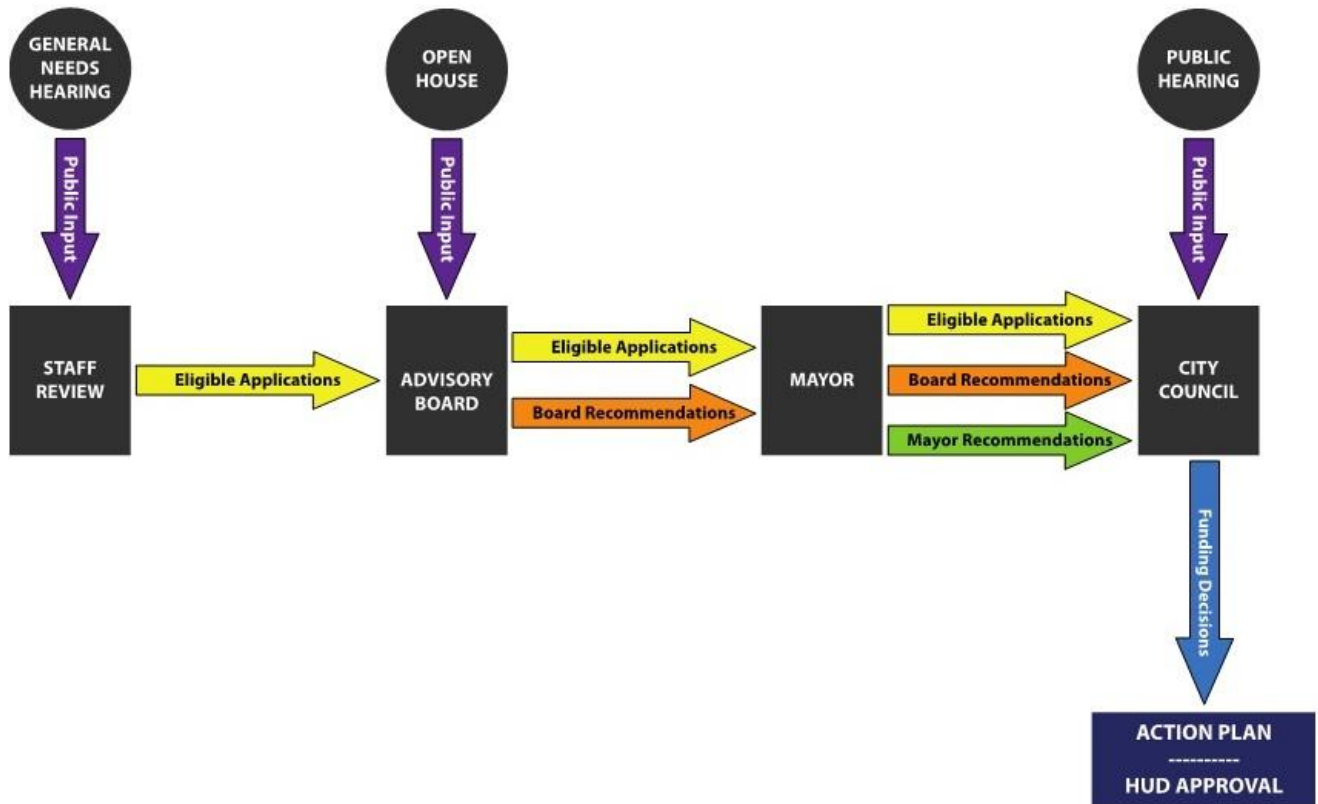 GENERAL
NEEDS
HEARING
OPEN
HOUSE
PUBLIC
HEARING
Public Input
Public Input
Public Input
STAFF
REVIEW
Eligible Applications
ADVISORY
BOARD
Eligible Applications
Board Recommendations
MAYOR
Eligible Applications
Board Recommendations
Mayor Recommendations
CITY
COUNCIL
Funding Decisions
ACTION PLAN
----------
HUD APPROVAL